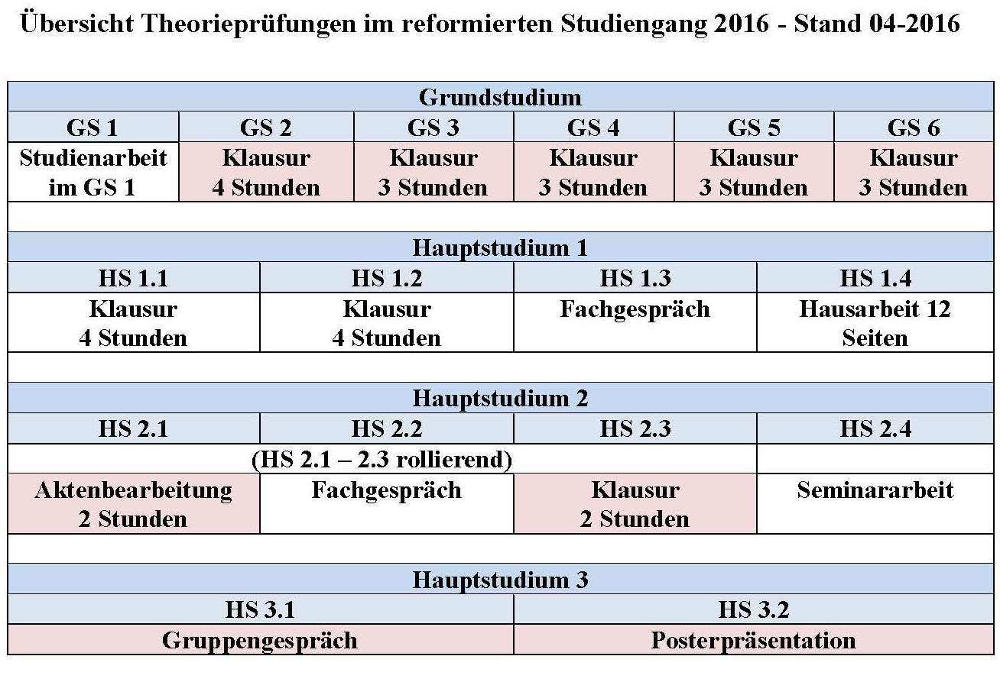 Übersicht Theorieprüfungen im reformierten Studiengang 2016 - Stand 04-2016
Grundstudium
GS 1 GS 2 GS 3 GS 4 GS 5 GS 6
Studienarbeit Klausur Klausur Klausur Klausur Klausur
im GS 1 4 Stunden 3 Stunden 3 Stunden 3 Stunden 3 Stunden
Hauptstudium 1
HS 1.1 HS 1.2 HS 1.3 HS 1.4
Klausur Klausur Fachgespräch Hausarbeit 12
4 Stunden 4 Stunden Seiten
Hauptstudium 2
HS 2.1 HS 2.2 HS 2.3 HS 2.4
(HS 2.1 – 2.3 rollierend)
Aktenbearbeitung Fachgespräch Klausur Seminararbeit
2 Stunden 2 Stunden
Hauptstudium 3
HS 3.1 HS 3.2
Gruppengespräch Posterpräsentation